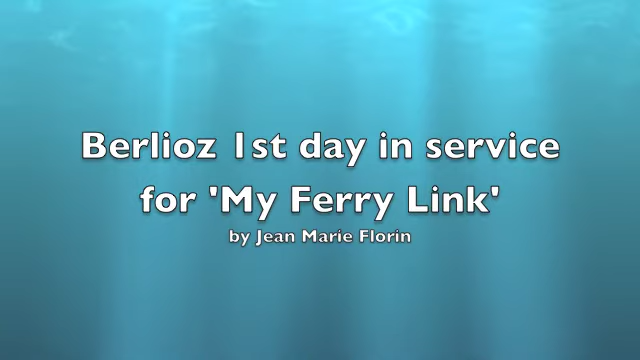 Berlioz 1st day in service
for 'My Ferry Link'
by Jean Marie Florin